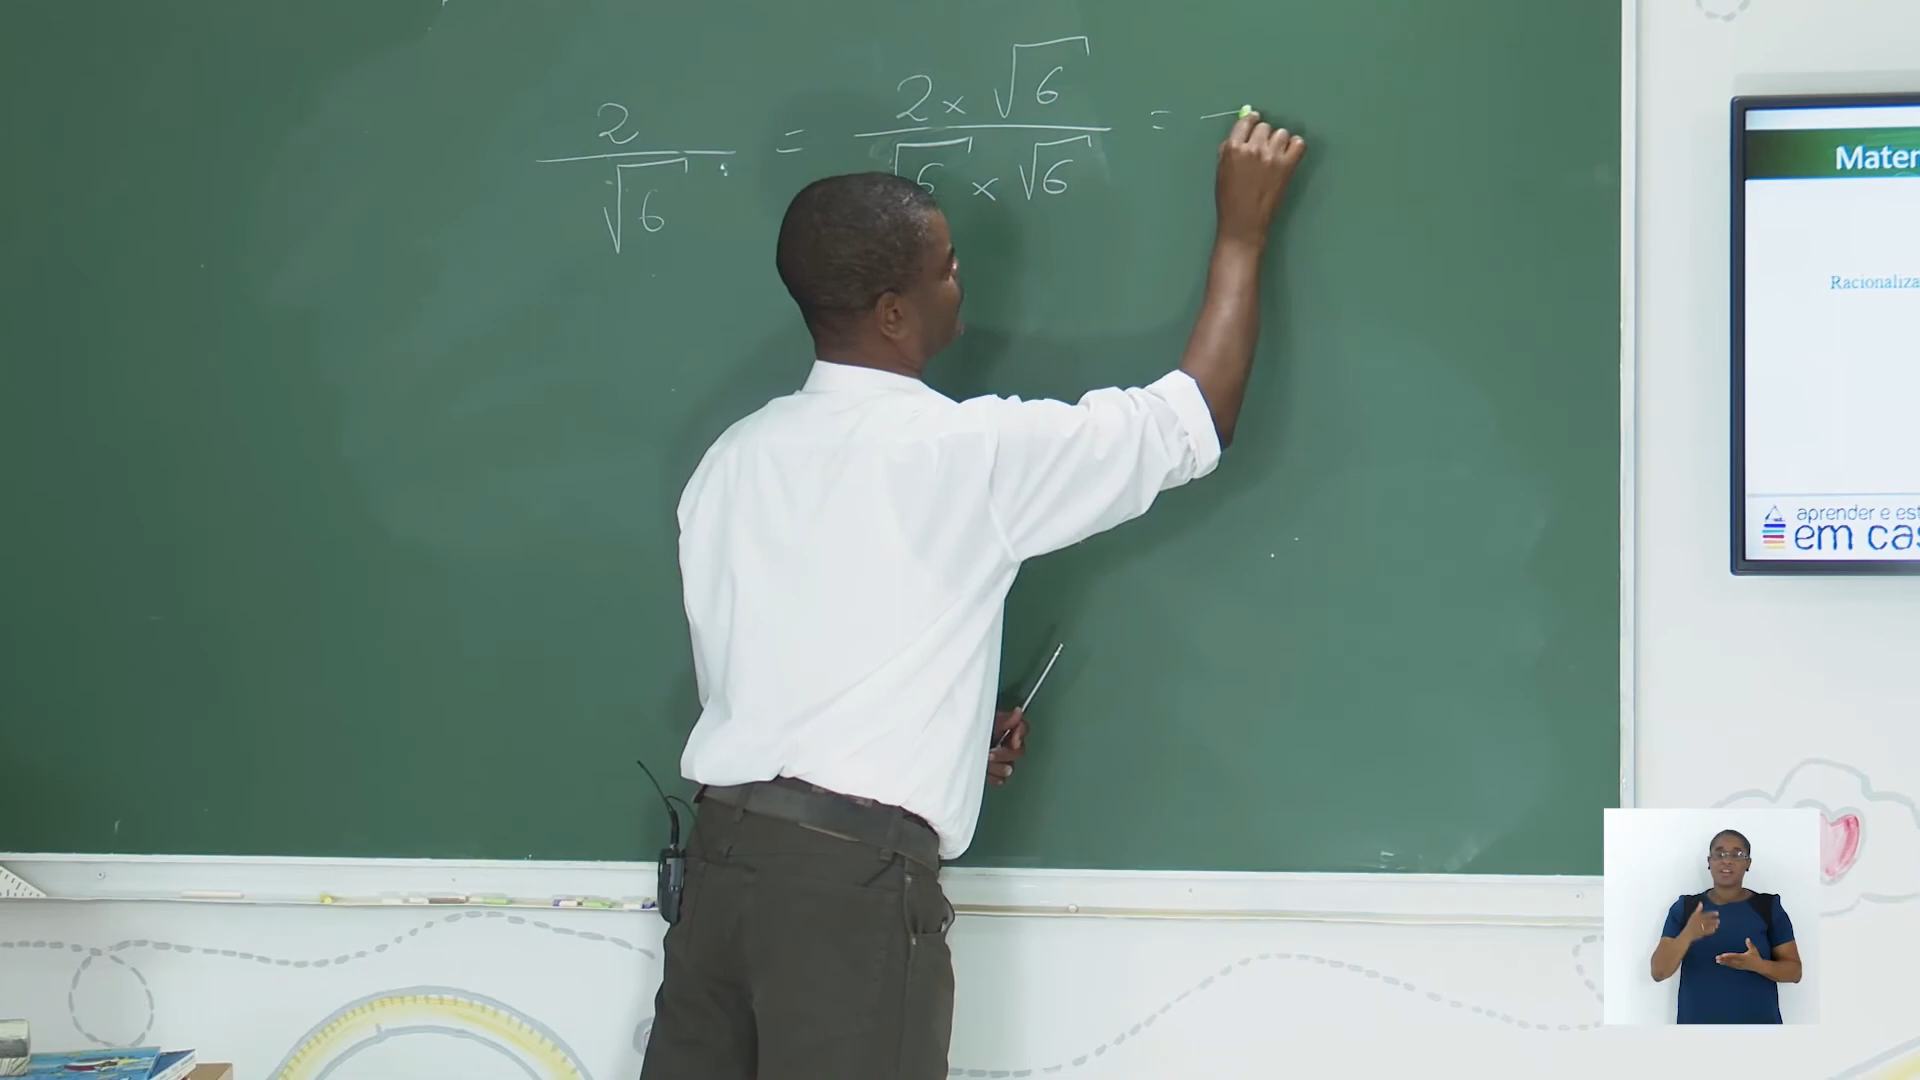 2/√6 = 2 x √6 / √6 x √6 =
Mater
Racionaliza
aprender e est
em cas